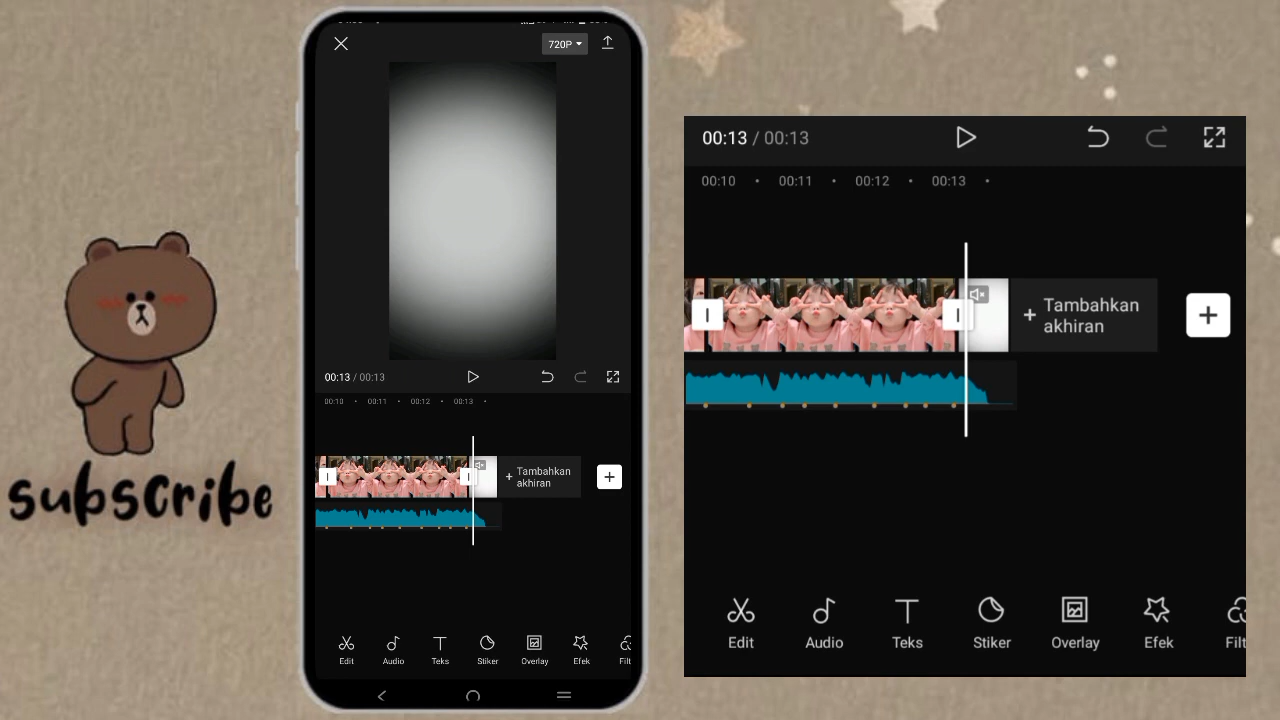 subscribe
720P
00:13 / 00:13
00:10 • 00:11 • 00:12 • 00:13 •
+ Tambahkan
akhiran
+
Edit Audio Teks Stiker Overlay Efek Filt
00:13 / 00:13
00:10 • 00:11 • 00:12 • 00:13 •
+ Tambahkan
akhiran
+
Edit Audio Teks Stiker Overlay Efek Filt